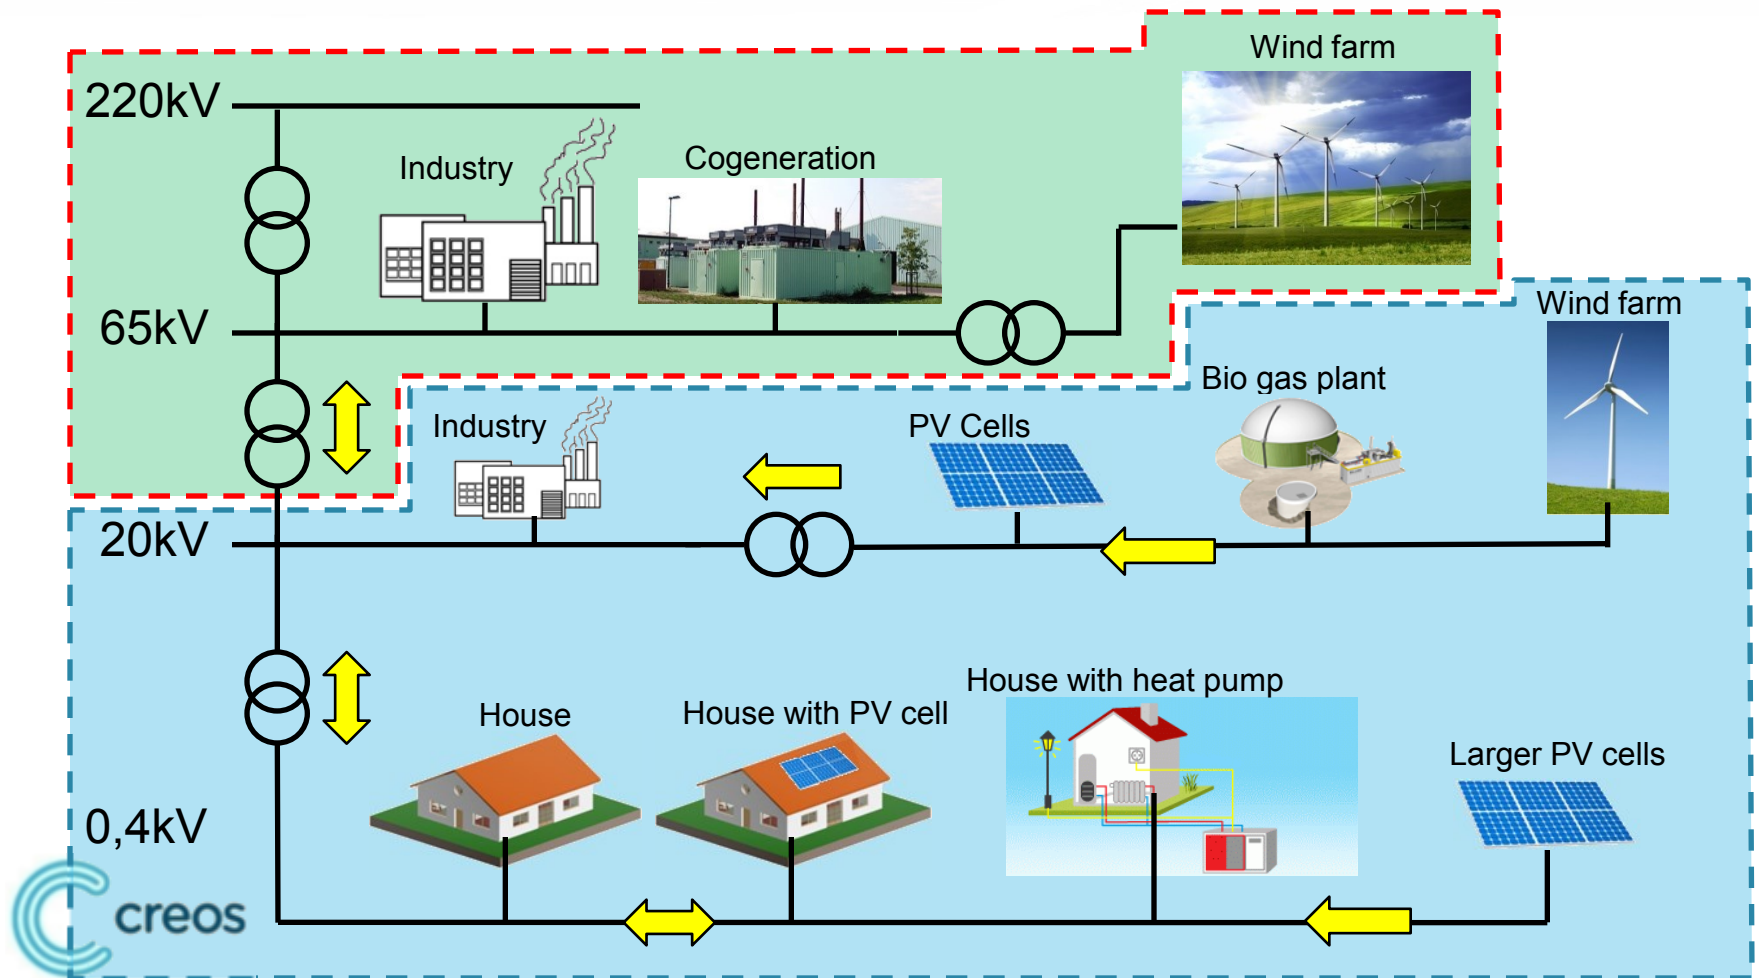 Wind farm
220kV
Industry
Cogeneration
65kV
Wind farm
Bio gas plant
Industry
PV Cells
20kV
House with heat pump
House
House with PV cell
Larger PV cells
0,4kV
creos